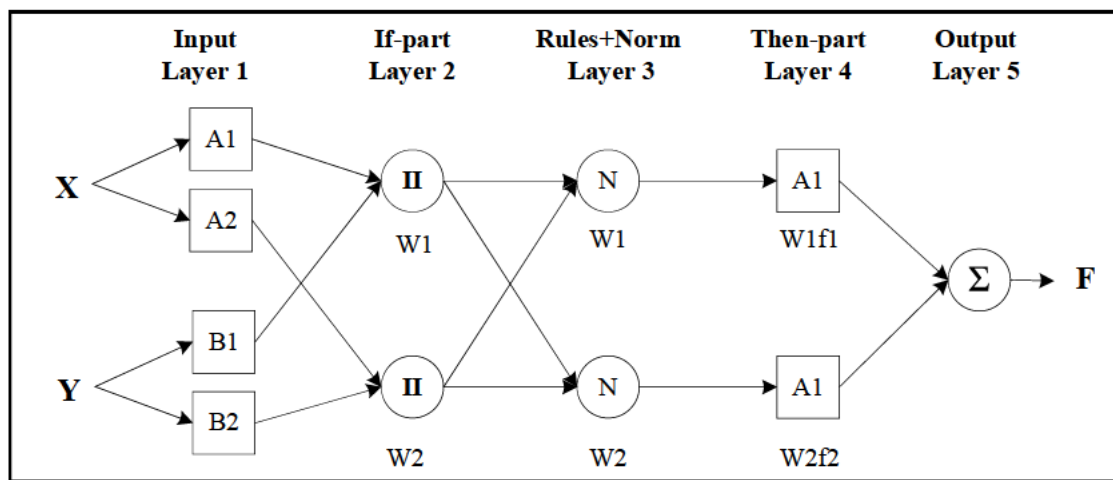 Input
Layer 1
If-part
Layer 2
Rules+Norm
Layer 3
Then-part
Layer 4
Output
Layer 5
X
A1
A2
Y
B1
B2
II
W1
II
W2
N
W1
N
W2
A1
W1f1
A1
W2f2
Σ
F